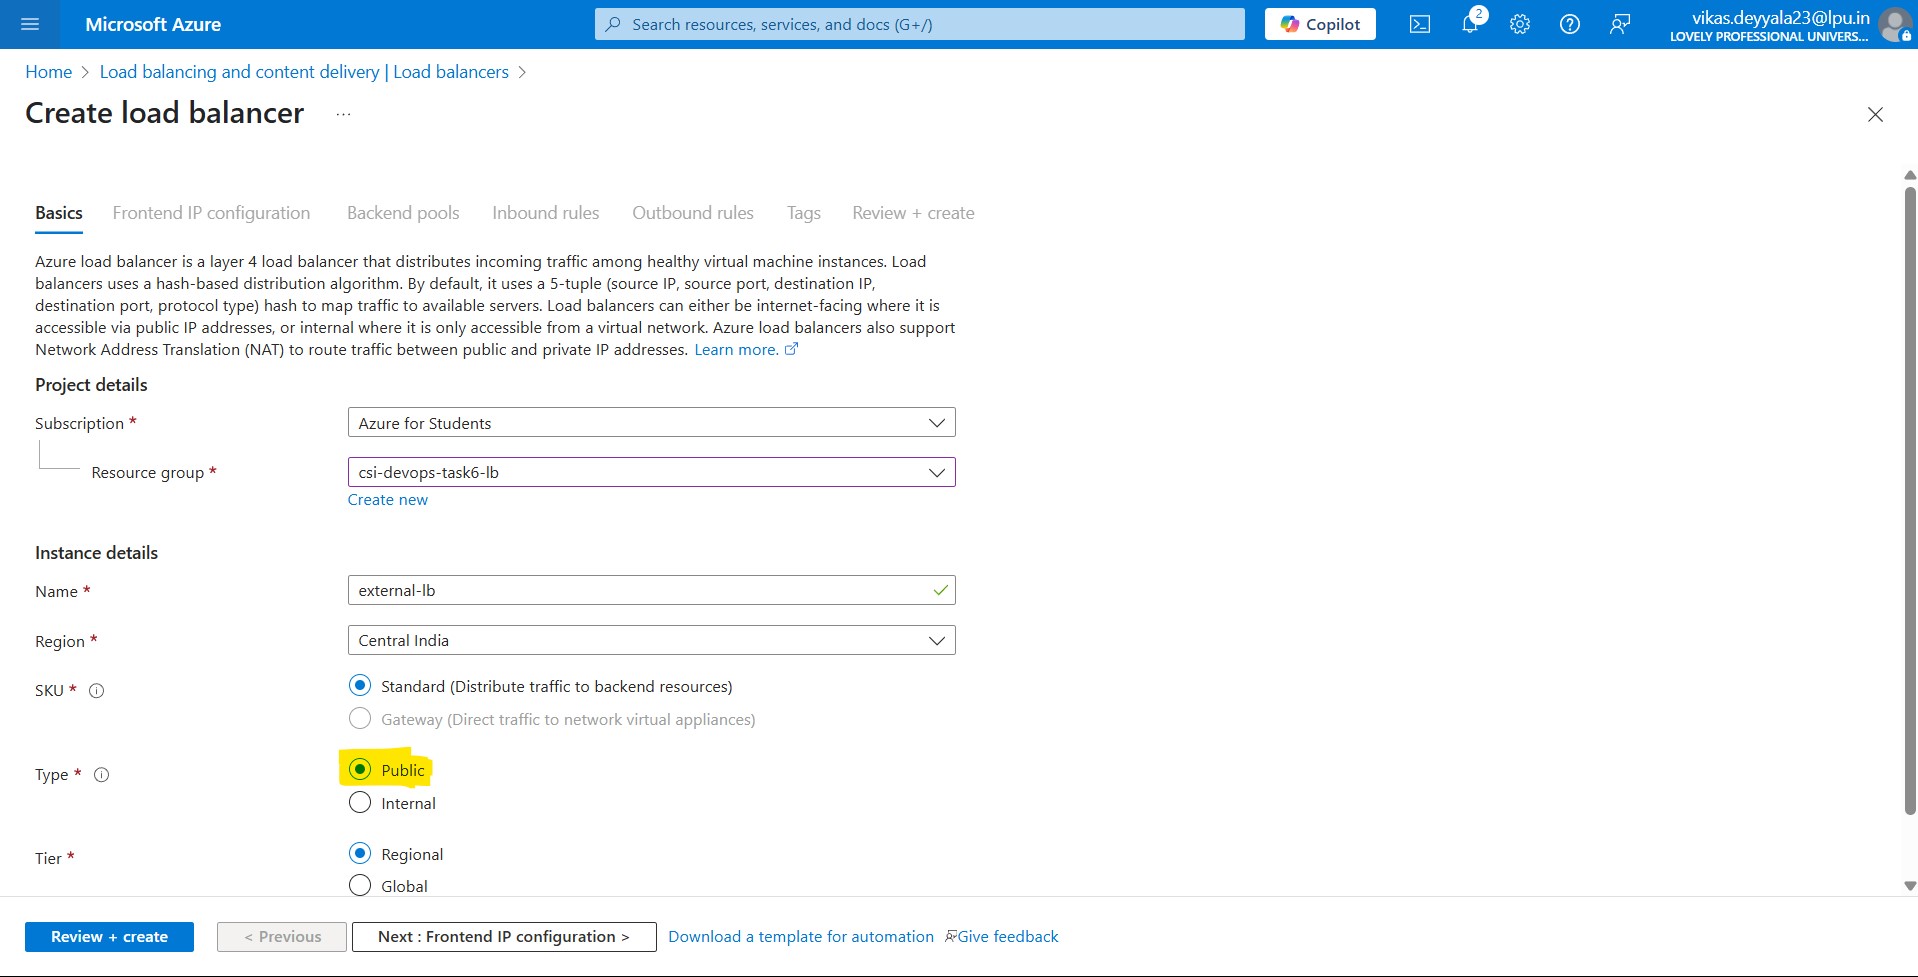 Microsoft Azure
Search resources, services, and docs (G+/)
Copilot
2
vikas.deyyala23@lpu.in
LOVELY PROFESSIONAL UNIVERS...
Home > Load balancing and content delivery | Load balancers >
Create load balancer ...
Basics Frontend IP configuration Backend pools Inbound rules Outbound rules Tags Review + create
Azure load balancer is a layer 4 load balancer that distributes incoming traffic among healthy virtual machine instances. Load
balancers uses a hash-based distribution algorithm. By default, it uses a 5-tuple (source IP, source port, destination IP,
destination port, protocol type) hash to map traffic to available servers. Load balancers can either be internet-facing where it is
accessible via public IP addresses, or internal where it is only accessible from a virtual network. Azure load balancers also support
Network Address Translation (NAT) to route traffic between public and private IP addresses. Learn more.
Project details
Subscription * Azure for Students
Resource group * csi-devops-task6-lb
Create new
Instance details
Name * external-lb
Region * Central India
SKU * Standard (Distribute traffic to backend resources)
Gateway (Direct traffic to network virtual appliances)
Type * Public
Internal
Tier * Regional
Global
Review + create < Previous Next : Frontend IP configuration > Download a template for automation Give feedback